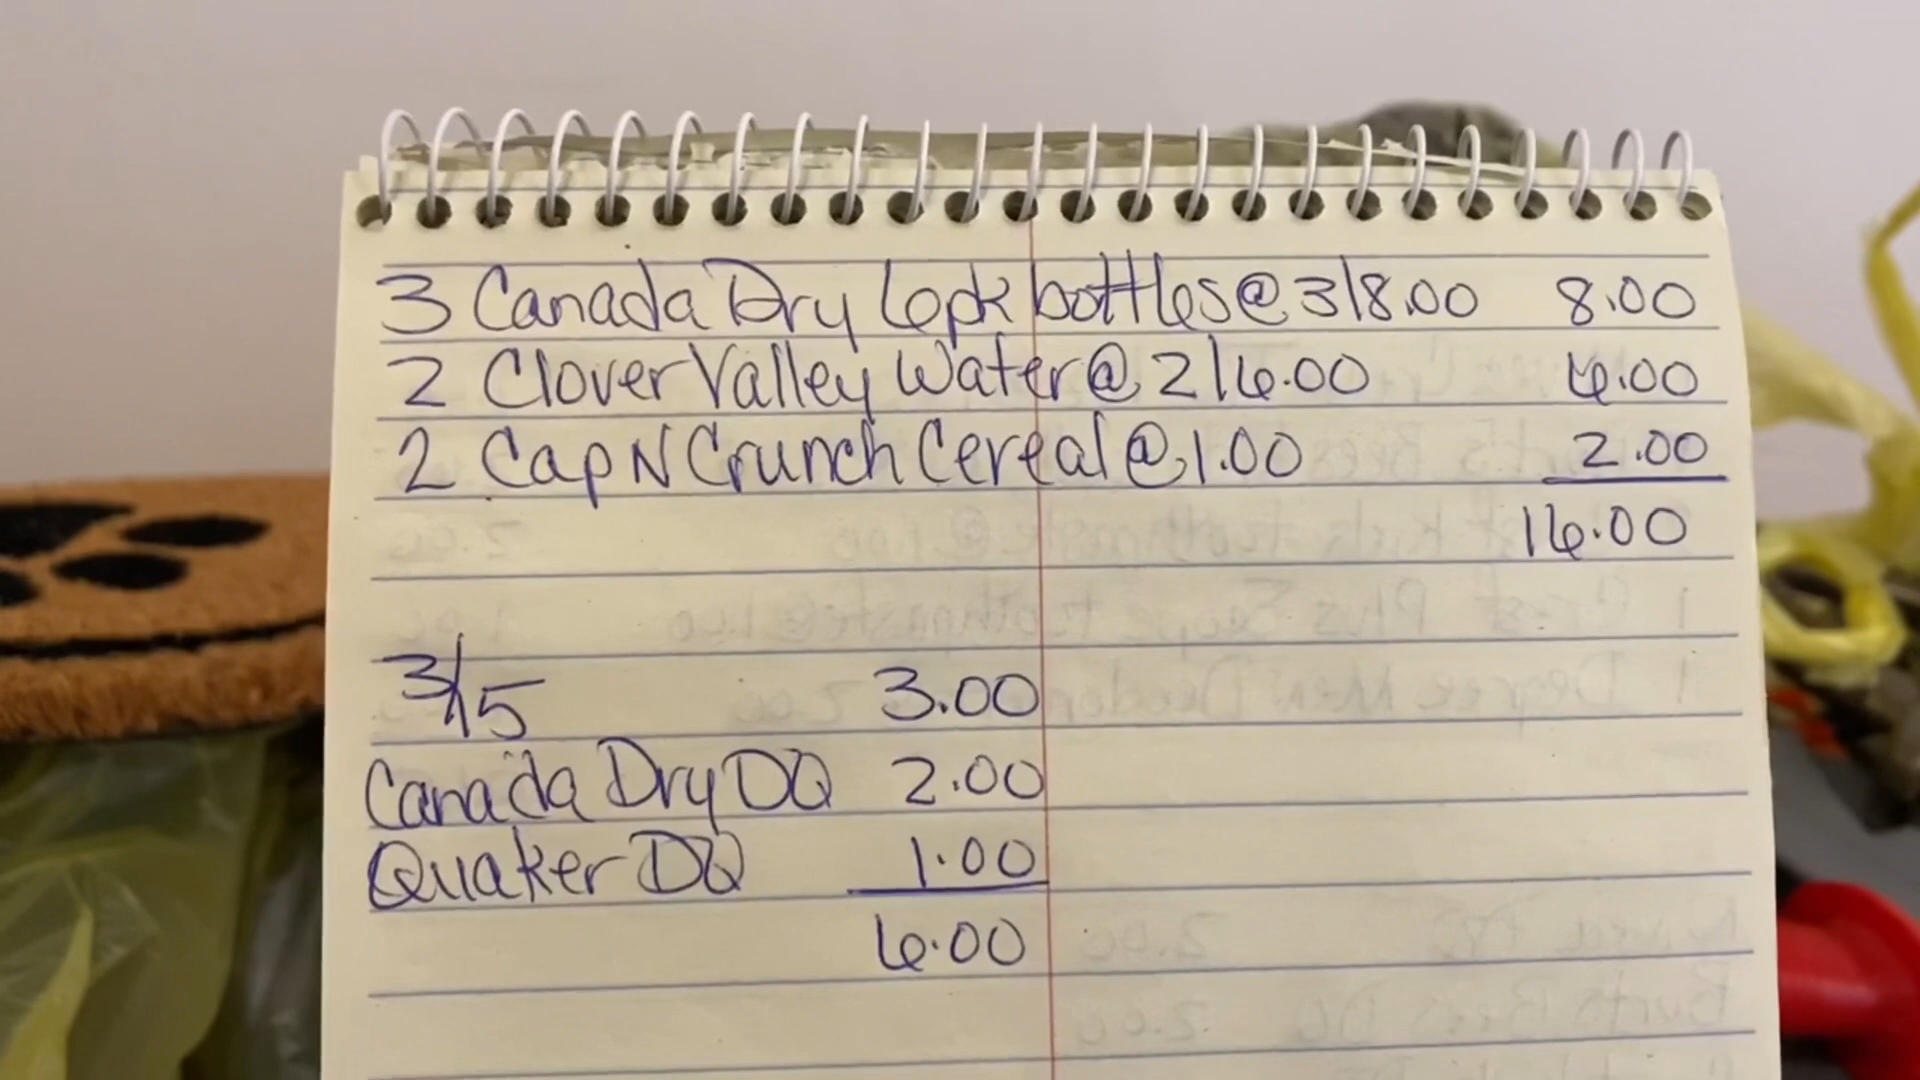 3 Canada Dry 6pk bottles @ 3/8.00 8.00
2 Clover Valley Water @ 2/6.00 6.00
2 Cap N Crunch Cereal @ 1.00 2.00
16.00
3/15 3.00
Canada Dry DQ 2.00
Quaker DQ 1.00
6.00